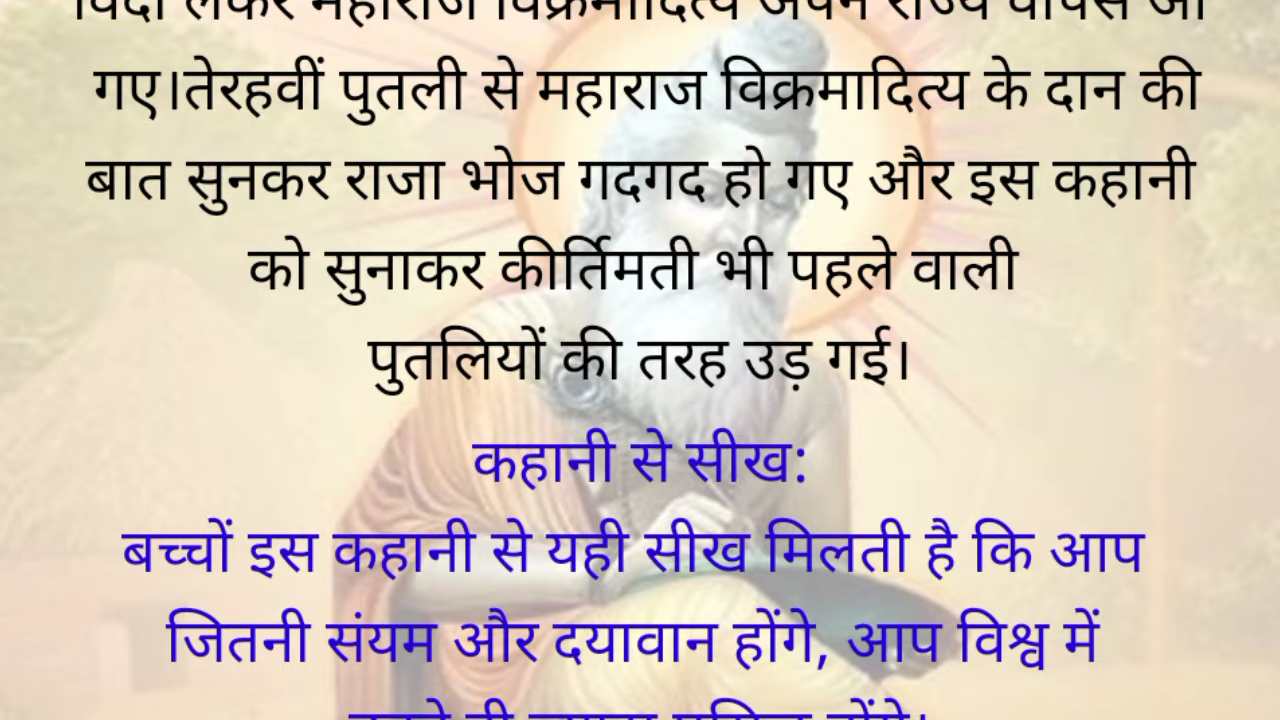 विदा लेकर महाराज विक्रमादित्य अपने राज्य वापस आ
गए।तेरहवीं पुतली से महाराज विक्रमादित्य के दान की
बात सुनकर राजा भोज गदगद हो गए और इस कहानी
को सुनाकर कीर्तिमती भी पहले वाली
पुतलियों की तरह उड़ गई।
कहानी से सीख:
बच्चों इस कहानी से यही सीख मिलती है कि आप
जितनी संयम और दयावान होंगे, आप विश्व में